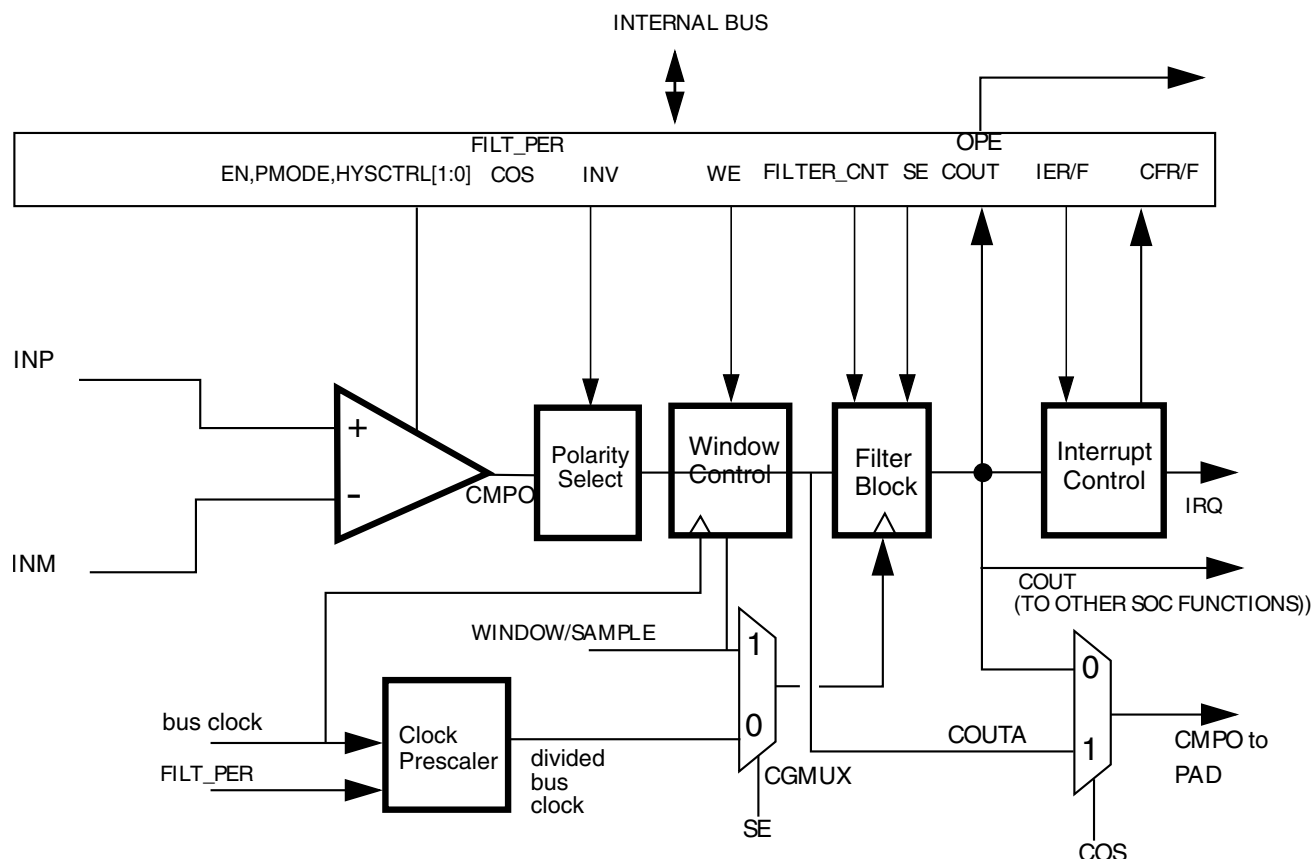 INTERNAL BUS
FILT_PER
OPE
EN,PMODE,HYSCTRL[1:0]
COS
INV
WE
FILTER_CNT
SE
COUT
IER/F
CFR/F
INP
+
-
INM
CMPO
Polarity
Select
Window
Control
Filter
Block
Interrupt
Control
IRQ
COUT
(TO OTHER SOC FUNCTIONS))
WINDOW/SAMPLE
1
0
CGMUX
SE
bus clock
FILT_PER
Clock
Prescaler
divided
bus
clock
COUTA
0
1
CMPO to
PAD
COS